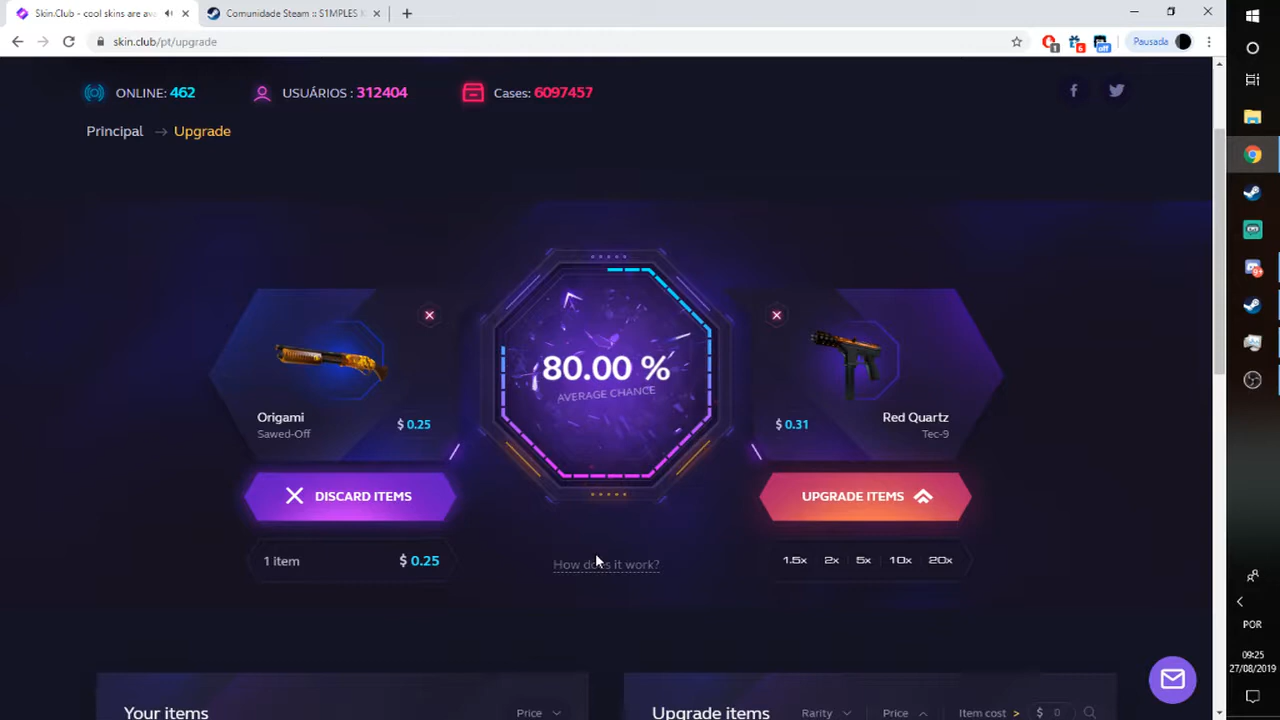 Skin.Club - cool skins are av
Comunidade Steam :: S1MPLES
skin.club/pt/upgrade
1
6
off
Pausada
ONLINE: 462
USUÁRIOS : 312404
Cases: 6097457
Principal → Upgrade
80.00 %
AVERAGE CHANCE
Origami
Sawed-Off
$ 0.25
Red Quartz
Tec-9
$ 0.31
DISCARD ITEMS
UPGRADE ITEMS
1 item
$ 0.25
How does it work?
1.5x 2x 5x 10x 20x
Your items
Price
Upgrade items
Rarity
Price
Item cost > $ 0
POR
09:25
27/08/2019